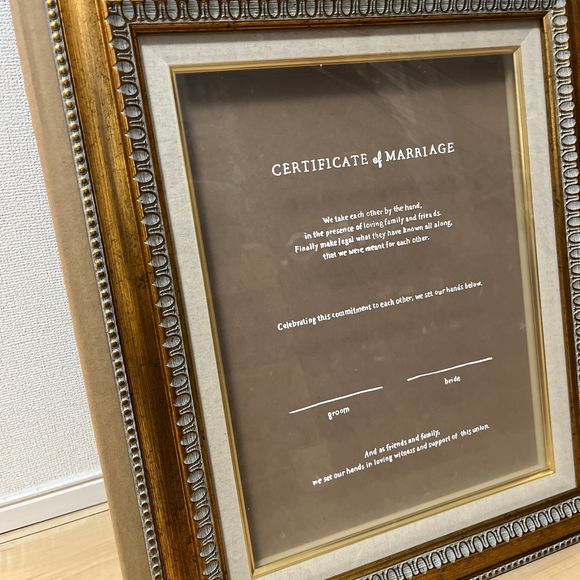 CERTIFICATE of MARRIAGE
We take each other by the hand,
in the presence of loving family and friends.
Finally make legal what they have known all along,
that we were meant for each other.
Celebrating this commitment to each other, we set our hands below.
groom
bride
And as friends and family,
we set our hands in loving witness and support of this union.